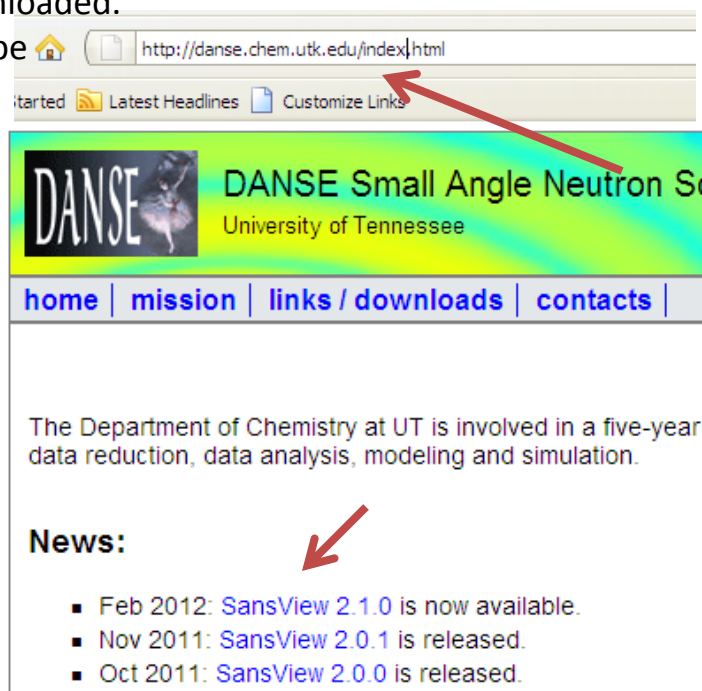 nloaded.
pe http://danse.chem.utk.edu/index.html
Started Latest Headlines Customize Links
DANSE DANSE Small Angle Neutron Sc
University of Tennessee
home | mission | links / downloads | contacts |
The Department of Chemistry at UT is involved in a five-year
data reduction, data analysis, modeling and simulation.
News:
▪ Feb 2012: SansView 2.1.0 is now available.
▪ Nov 2011: SansView 2.0.1 is released.
▪ Oct 2011: SansView 2.0.0 is released.